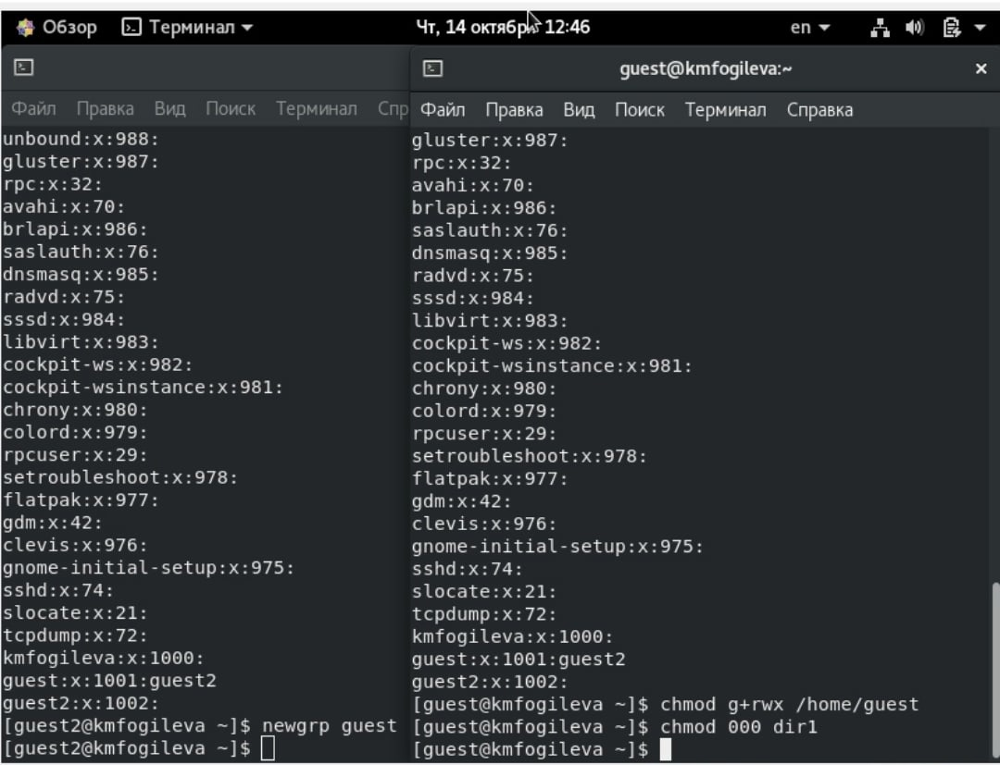 Обзор Терминал Чт, 14 октября 12:46 en
Файл Правка Вид Поиск Терминал Спр
unbound:x:988:
gluster:x:987:
rpc:x:32:
avahi:x:70:
brlapi:x:986:
saslauth:x:76:
dnsmasq:x:985:
radvd:x:75:
sssd:x:984:
libvirt:x:983:
cockpit-ws:x:982:
cockpit-wsinstance:x:981:
chrony:x:980:
colord:x:979:
rpcuser:x:29:
setroubleshoot:x:978:
flatpak:x:977:
gdm:x:42:
clevis:x:976:
gnome-initial-setup:x:975:
sshd:x:74:
slocate:x:21:
tcpdump:x:72:
kmfogileva:x:1000:
guest:x:1001:guest2
guest2:x:1002:
[guest2@kmfogileva ~]$ newgrp guest
[guest2@kmfogileva ~]$
guest@kmfogileva:~
Файл Правка Вид Поиск Терминал Справка
gluster:x:987:
rpc:x:32:
avahi:x:70:
brlapi:x:986:
saslauth:x:76:
dnsmasq:x:985:
radvd:x:75:
sssd:x:984:
libvirt:x:983:
cockpit-ws:x:982:
cockpit-wsinstance:x:981:
chrony:x:980:
colord:x:979:
rpcuser:x:29:
setroubleshoot:x:978:
flatpak:x:977:
gdm:x:42:
clevis:x:976:
gnome-initial-setup:x:975:
sshd:x:74:
slocate:x:21:
tcpdump:x:72:
kmfogileva:x:1000:
guest:x:1001:guest2
guest2:x:1002:
[guest@kmfogileva ~]$ chmod g+rwx /home/guest
[guest@kmfogileva ~]$ chmod 000 dir1
[guest@kmfogileva ~]$